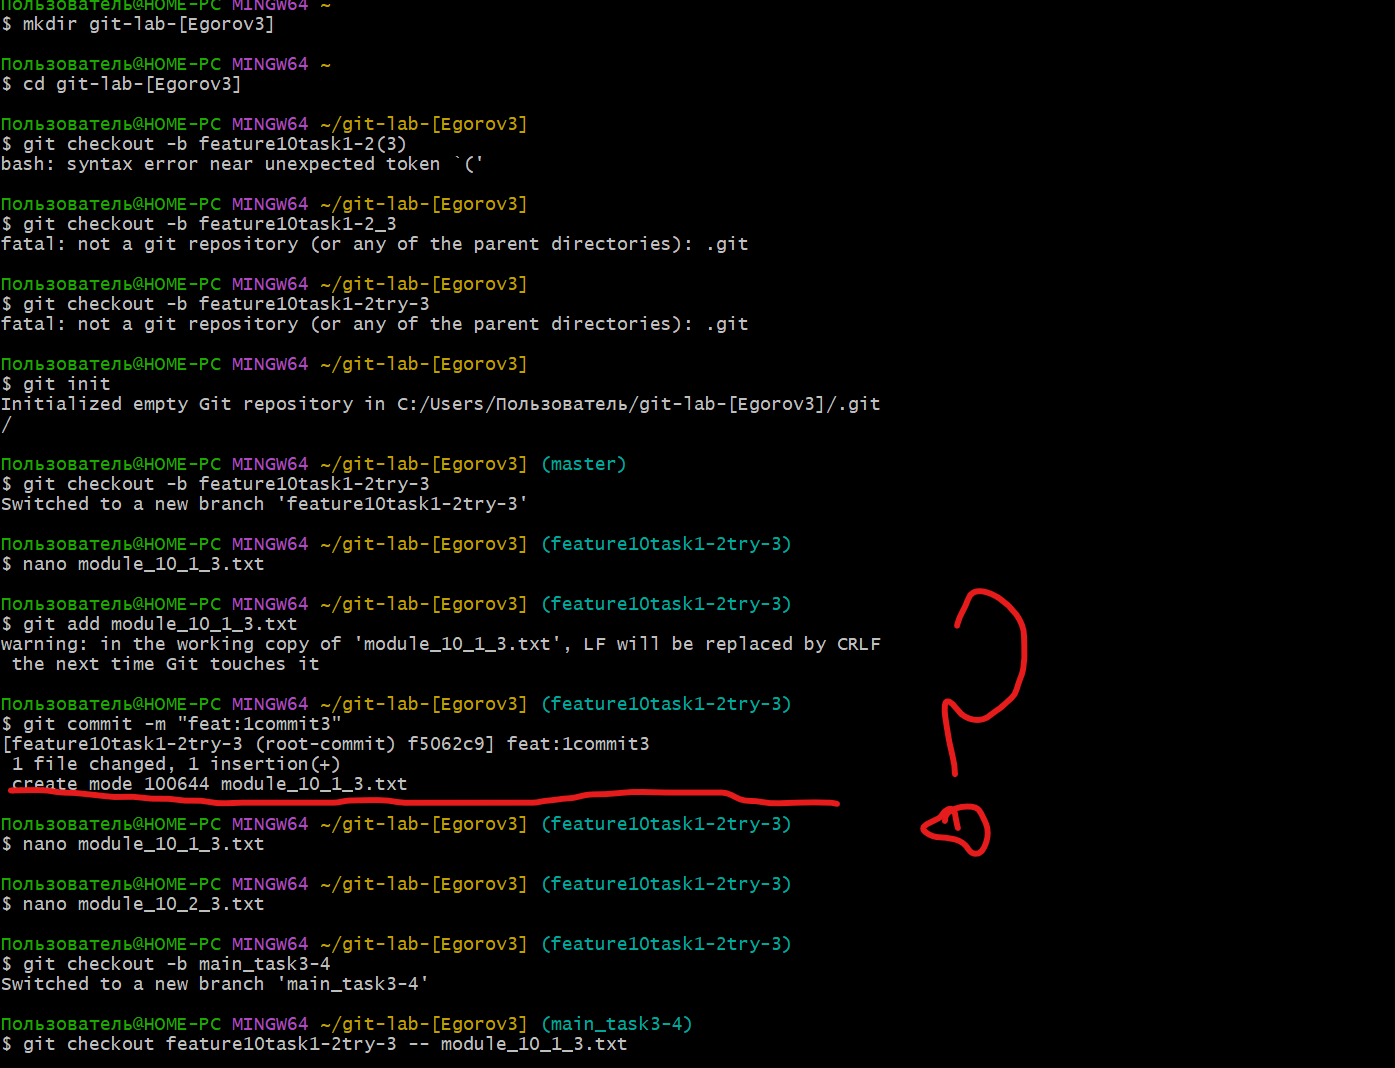 Пользователь@HOME-PC MINGW64 ~
$ mkdir git-lab-[Egorov3]
Пользователь@HOME-PC MINGW64 ~
$ cd git-lab-[Egorov3]
Пользователь@HOME-PC MINGW64 ~/git-lab-[Egorov3]
$ git checkout -b feature10task1-2(3)
bash: syntax error near unexpected token `('
Пользователь@HOME-PC MINGW64 ~/git-lab-[Egorov3]
$ git checkout -b feature10task1-2_3
fatal: not a git repository (or any of the parent directories): .git
Пользователь@HOME-PC MINGW64 ~/git-lab-[Egorov3]
$ git checkout -b feature10task1-2try-3
fatal: not a git repository (or any of the parent directories): .git
Пользователь@HOME-PC MINGW64 ~/git-lab-[Egorov3]
$ git init
Initialized empty Git repository in C:/Users/Пользователь/git-lab-[Egorov3]/.git
/
Пользователь@HOME-PC MINGW64 ~/git-lab-[Egorov3] (master)
$ git checkout -b feature10task1-2try-3
Switched to a new branch 'feature10task1-2try-3'
Пользователь@HOME-PC MINGW64 ~/git-lab-[Egorov3] (feature10task1-2try-3)
$ nano module_10_1_3.txt
Пользователь@HOME-PC MINGW64 ~/git-lab-[Egorov3] (feature10task1-2try-3)
$ git add module_10_1_3.txt
warning: in the working copy of 'module_10_1_3.txt', LF will be replaced by CRLF
the next time Git touches it
Пользователь@HOME-PC MINGW64 ~/git-lab-[Egorov3] (feature10task1-2try-3)
$ git commit -m "feat:1commit3"
[feature10task1-2try-3 (root-commit) f5062c9] feat:1commit3
1 file changed, 1 insertion(+)
create mode 100644 module_10_1_3.txt
Пользователь@HOME-PC MINGW64 ~/git-lab-[Egorov3] (feature10task1-2try-3)
$ nano module_10_1_3.txt
Пользователь@HOME-PC MINGW64 ~/git-lab-[Egorov3] (feature10task1-2try-3)
$ nano module_10_2_3.txt
Пользователь@HOME-PC MINGW64 ~/git-lab-[Egorov3] (feature10task1-2try-3)
$ git checkout -b main_task3-4
Switched to a new branch 'main_task3-4'
Пользователь@HOME-PC MINGW64 ~/git-lab-[Egorov3] (main_task3-4)
$ git checkout feature10task1-2try-3 -- module_10_1_3.txt
?